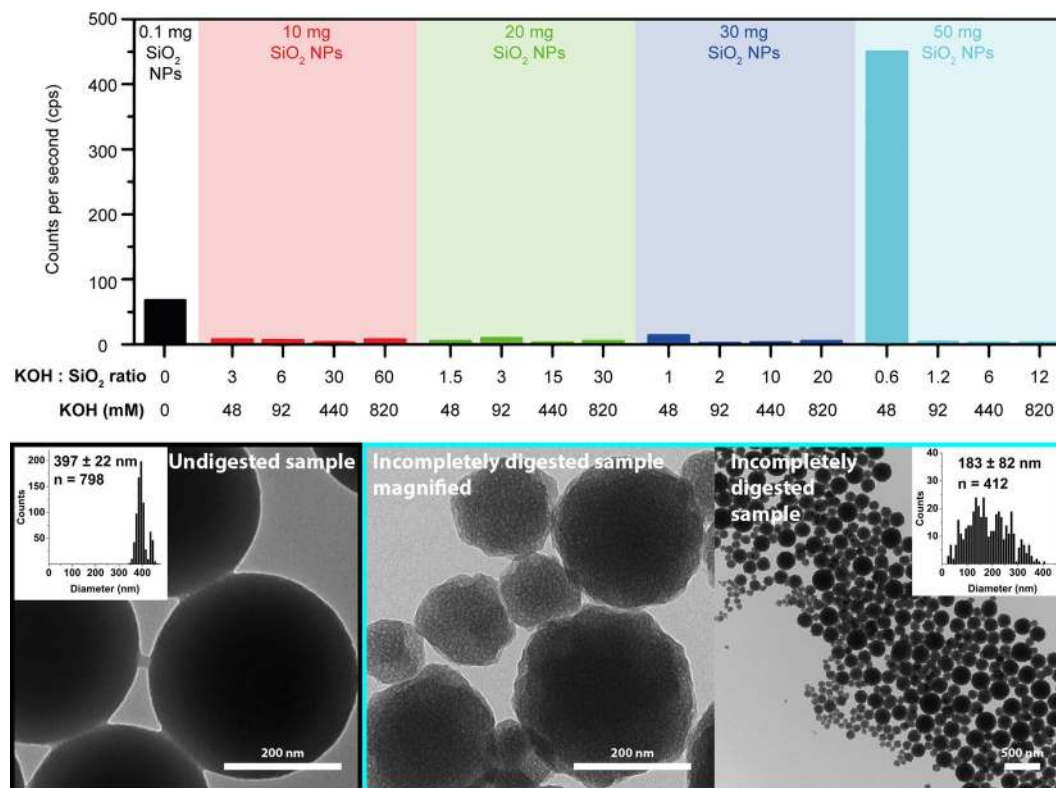 500
400
300
200
100
0
Counts per second (cps)
0.1 mg
SiO₂
NPs
10 mg
SiO₂ NPs
20 mg
SiO₂ NPs
30 mg
SiO₂ NPs
50 mg
SiO₂ NPs
KOH : SiO₂ ratio 0 3 6 30 60 1.5 3 15 30 1 2 10 20 0.6 1.2 6 12
KOH (mM) 0 48 92 440 820 48 92 440 820 48 92 440 820 48 92 440 820
Undigested sample
397 ± 22 nm
n = 798
Counts
200
150
100
50
0 100 200 300 400
Diameter (nm)
200 nm
Incompletely digested sample
magnified
200 nm
Incompletely
digested
sample
183 ± 82 nm
n = 412
Counts
40
30
20
10
0
0 100 200 300 400
Diameter (nm)
500 nm